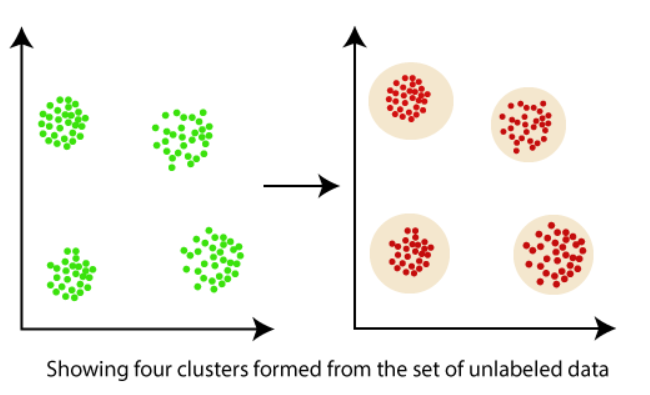 Showing four clusters formed from the set of unlabeled data